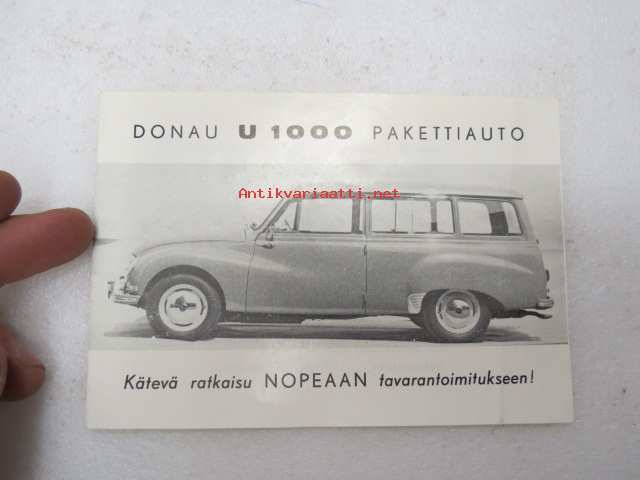 DONAU U 1000 PAKETTIAUTO
Antikvariaatti.net
Kätevä ratkaisu NOPEAAN tavarantoimitukseen!